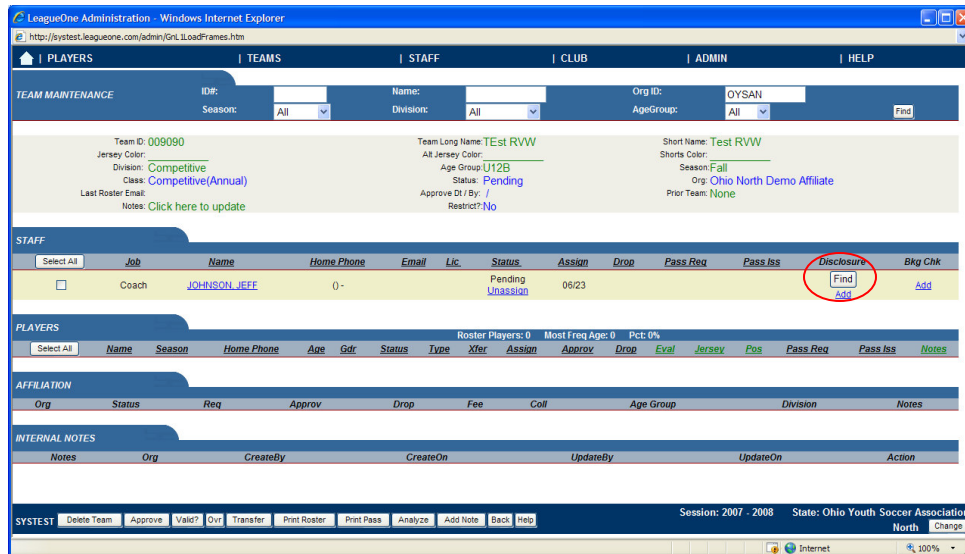 LeagueOne Administration - Windows Internet Explorer
http://systest.leagueone.com/admin/GnL1LoadFrames.htm
| PLAYERS | TEAMS | STAFF | CLUB | ADMIN | HELP
TEAM MAINTENANCE ID#: Name: Org ID: OYSAN
Season: All Division: All AgeGroup: All Find
Team ID: 009090 Team Long Name: TEst RVW Short Name: Test RVW
Jersey Color: Alt Jersey Color: Shorts Color:
Division: Competitive Age Group: U12B Season: Fall
Class: Competitive(Annual) Status: Pending Org: Ohio North Demo Affiliate
Last Roster Email: Approve Dt / By: / Prior Team: None
Notes: Click here to update Restrict?: No
STAFF
Select All Job Name Home Phone Email Lic Status Assign Drop Pass Req Pass Iss Disclosure Bkg Chk
Coach JOHNSON, JEFF () - Pending 06/23 Find Add
Unassign Add
PLAYERS
Roster Players: 0 Most Freq Age: 0 Pct: 0%
Select All Name Season Home Phone Age Gdr Status Type Xfer Assign Approv Drop Eval Jersey Pos Pass Req Pass Iss Notes
AFFILIATION
Org Status Req Approv Drop Fee Coll Age Group Division Notes
INTERNAL NOTES
Notes Org CreateBy CreateOn UpdateBy UpdateOn Action
SYSTEST Delete Team Approve Valid? Ovr Transfer Print Roster Print Pass Analyze Add Note Back Help Session: 2007 - 2008 State: Ohio Youth Soccer Association
North Change
Internet 100%